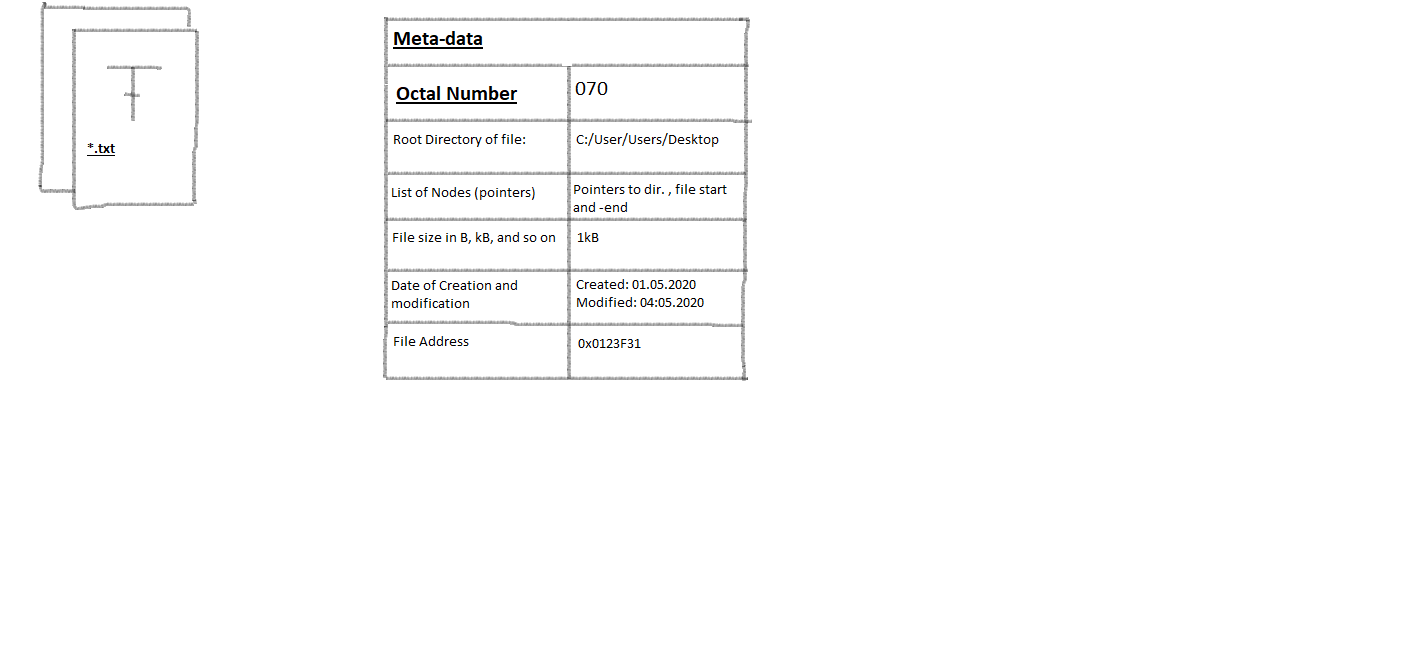 *.txt
Meta-data
Octal Number
070
Root Directory of file:
C:/User/Users/Desktop
List of Nodes (pointers)
Pointers to dir. , file start
and -end
File size in B, kB, and so on
1kB
Date of Creation and
modification
Created: 01.05.2020
Modified: 04:05.2020
File Address
0x0123F31